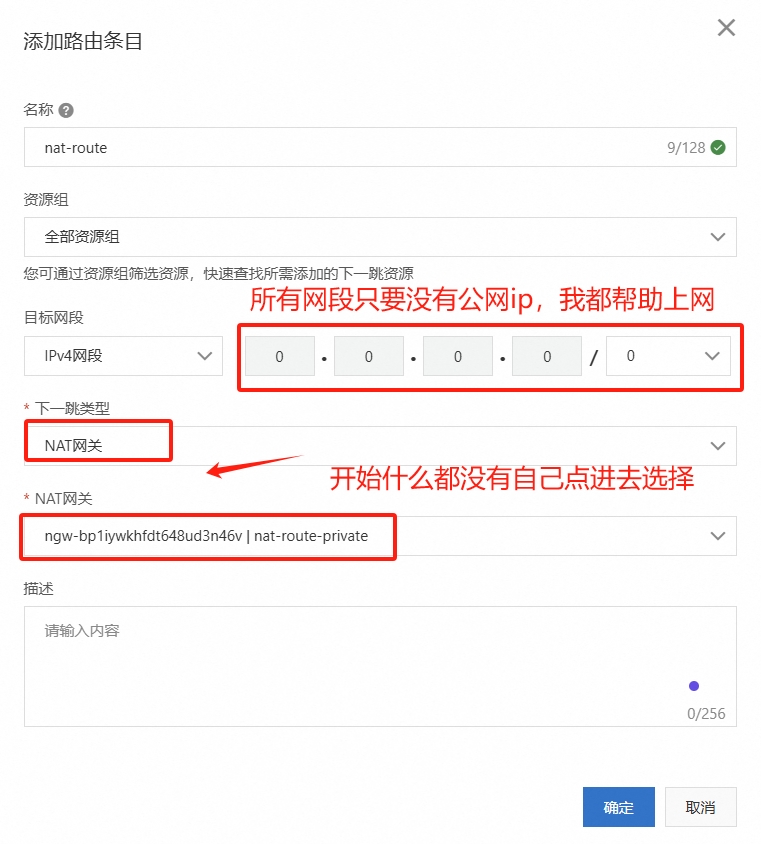 添加路由条目
名称
nat-route
9/128
资源组
全部资源组
您可通过资源组筛选资源，快速查找所需添加的下一跳资源
所有网段只要没有公网ip，我都帮助上网
目标网段
IPv4网段
0 . 0 . 0 . 0 / 0
* 下一跳类型
NAT网关
开始什么都没有自己点进去选择
* NAT网关
ngw-bp1iywkhfdt648ud3n46v | nat-route-private
描述
请输入内容
0/256
确定 取消